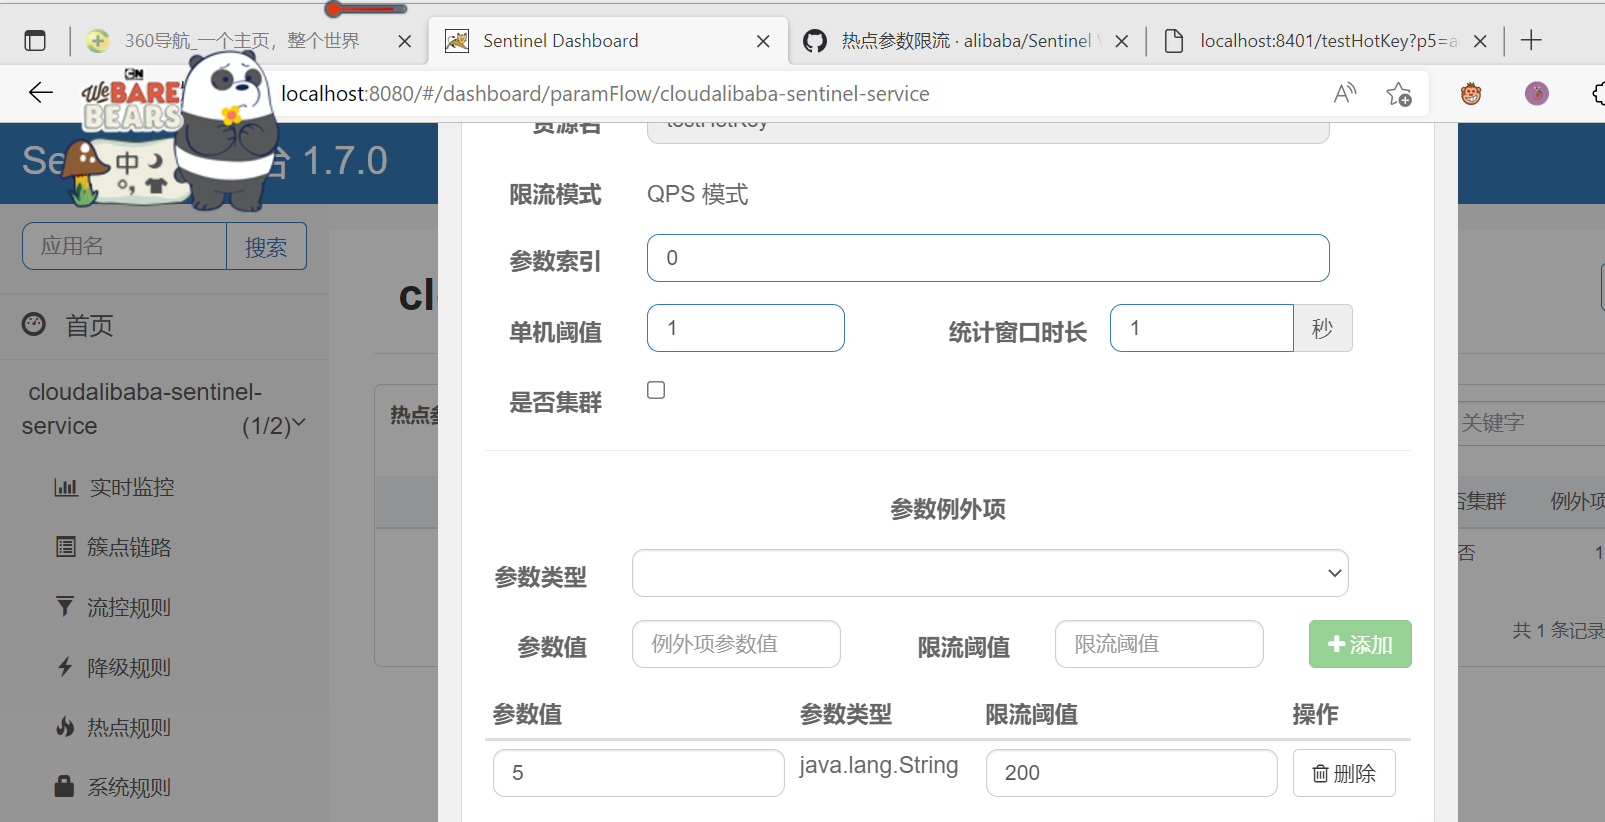 360导航_一个主页，整个世界
Sentinel Dashboard
热点参数限流 · alibaba/Sentinel
localhost:8401/testHotKey?p5=a
localhost:8080/#/dashboard/paramFlow/cloudalibaba-sentinel-service
CN
We BARE BEARS
中
Se
台 1.7.0
应用名
搜索
首页
cloudalibaba-sentinel-service
(1/2)
实时监控
簇点链路
流控规则
降级规则
热点规则
系统规则
cl
热点参
资源名
testHotKey
限流模式
QPS 模式
参数索引
0
单机阈值
1
统计窗口时长
1
秒
是否集群
参数例外项
参数类型
参数值
例外项参数值
限流阈值
限流阈值
添加
参数值
参数类型
限流阈值
操作
5
java.lang.String
200
删除
关键字
否集群
例外项
否
1
共 1 条记录